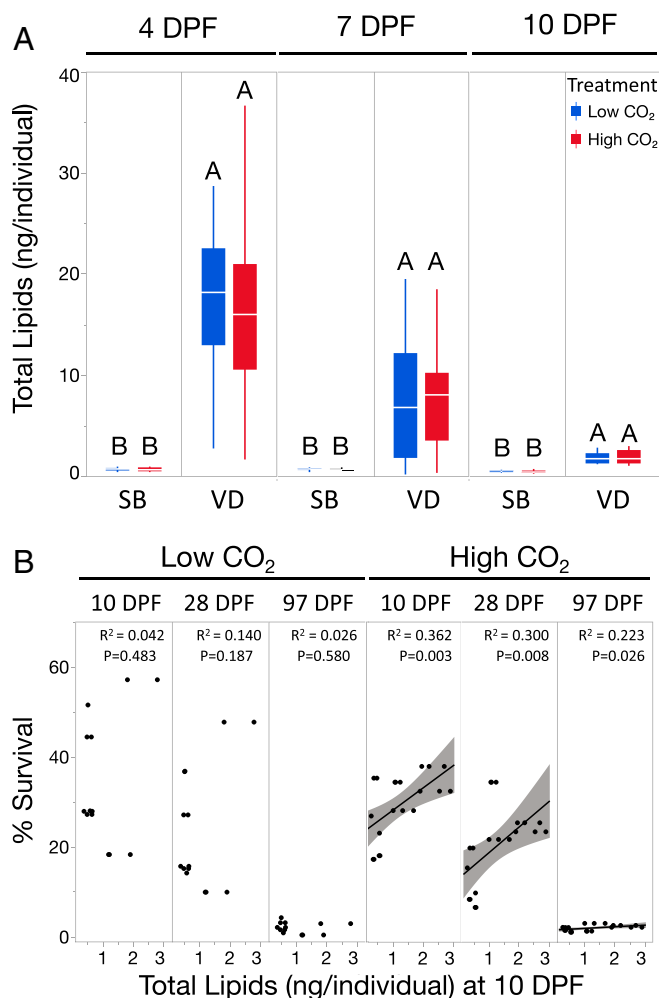 A
4 DPF 7 DPF 10 DPF
Total Lipids (ng/individual)
40
30
20
10
0
Treatment
Low CO₂
High CO₂
A
A
A A
A A
B B
B B
B B
SB VD SB VD SB VD
B
Low CO₂ High CO₂
10 DPF 28 DPF 97 DPF 10 DPF 28 DPF 97 DPF
R² = 0.042 R² = 0.140 R² = 0.026 R² = 0.362 R² = 0.300 R² = 0.223
P=0.483 P=0.187 P=0.580 P=0.003 P=0.008 P=0.026
% Survival
60
40
20
0
1 2 3 1 2 3 1 2 3 1 2 3 1 2 3 1 2 3
Total Lipids (ng/individual) at 10 DPF